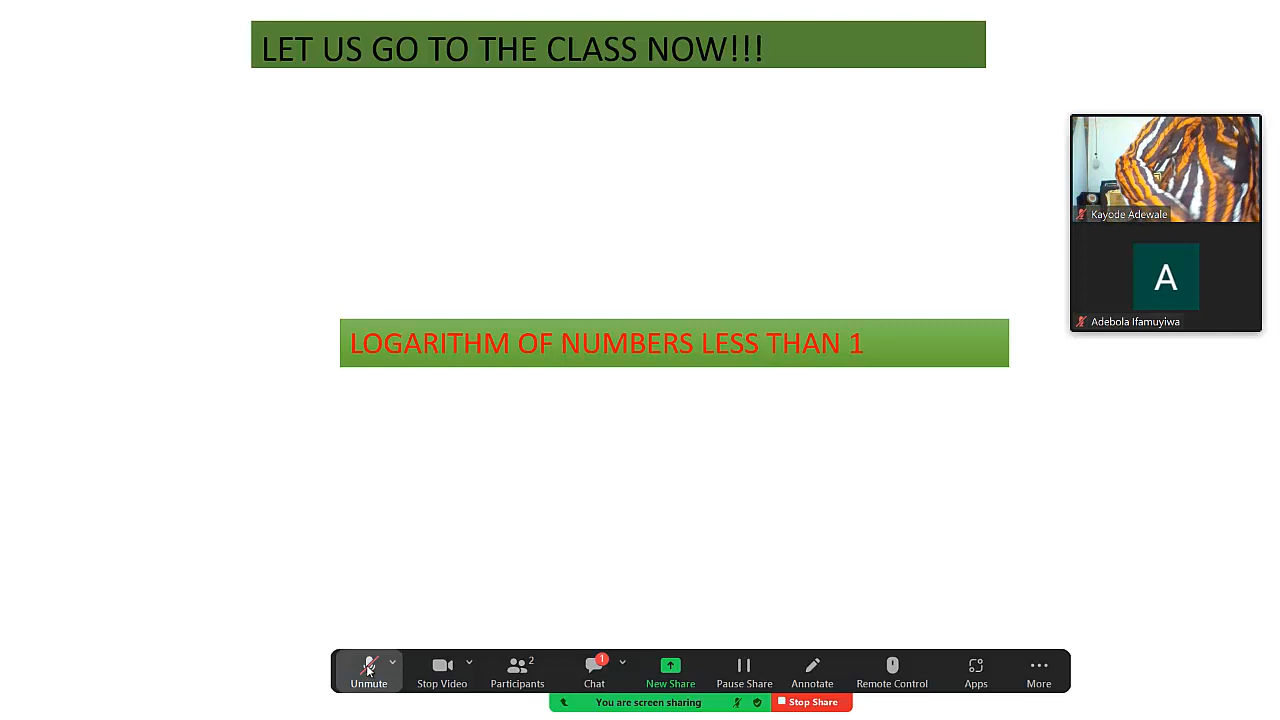 LET US GO TO THE CLASS NOW!!!
Kayode Adewale
A
Adebola Ifamuyiwa
LOGARITHM OF NUMBERS LESS THAN 1
2
1
Unmute
Stop Video
Participants
Chat
New Share
Pause Share
Annotate
Remote Control
Apps
More
You are screen sharing
Stop Share